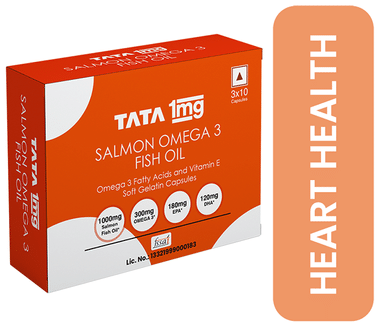 TATA 1mg
SALMON OMEGA 3
FISH OIL
Omega 3 Fatty Acids and Vitamin E
Soft Gelatin Capsules
1000mg
Salmon
Fish Oil*
300mg
OMEGA 3*
180mg
EPA*
120mg
DHA*
fssai
Lic. No.: 13321999000183
3x10
Capsules
TATA 1mg
SALMON OMEGA 3
FISH OIL
HEART HEALTH